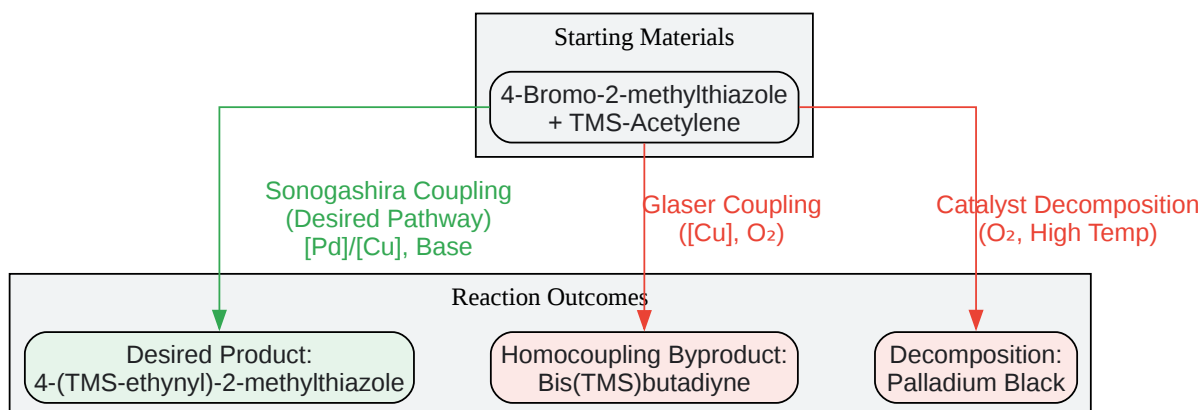 Starting Materials
4-Bromo-2-methylthiazole
+ TMS-Acetylene
Sonogashira Coupling
(Desired Pathway)
[Pd]/[Cu], Base
Glaser Coupling
([Cu], O₂)
Catalyst Decomposition
(O₂, High Temp)
Reaction Outcomes
Desired Product:
4-(TMS-ethynyl)-2-methylthiazole
Homocoupling Byproduct:
Bis(TMS)butadiyne
Decomposition:
Palladium Black